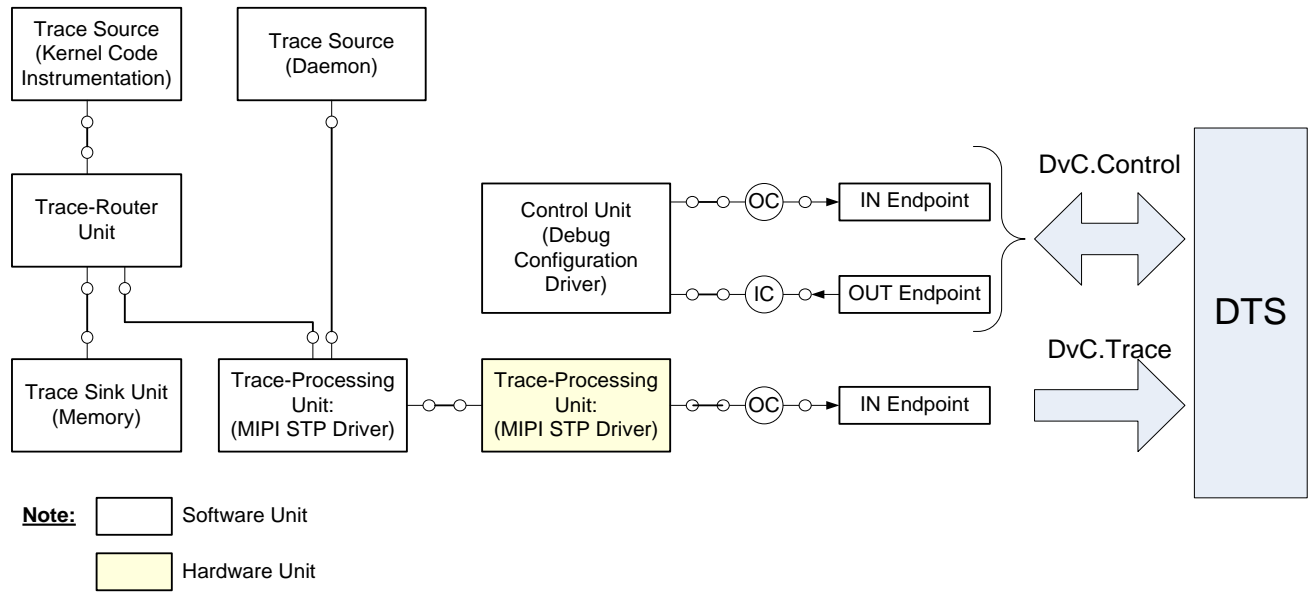 Trace Source
(Kernel Code
Instrumentation)
Trace Source
(Daemon)
Trace-Router
Unit
Trace Sink Unit
(Memory)
Trace-Processing
Unit:
(MIPI STP Driver)
Trace-Processing
Unit:
(MIPI STP Driver)
Control Unit
(Debug
Configuration
Driver)
OC
IN Endpoint
IC
OUT Endpoint
OC
IN Endpoint
DvC.Control
DvC.Trace
DTS
Note:
Software Unit
Hardware Unit